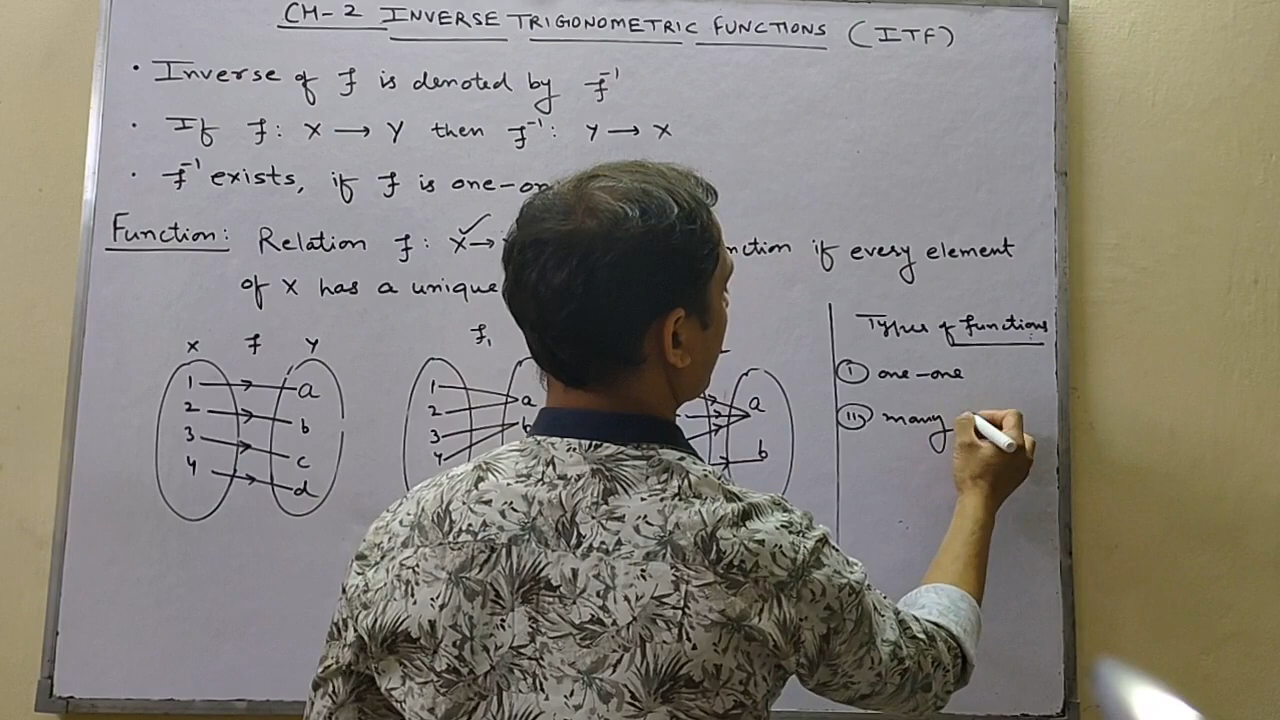 CH-2 INVERSE TRIGONOMETRIC FUNCTIONS (ITF)
• Inverse of f is denoted by f⁻¹
• If f: X → Y then f⁻¹: Y → X
• f⁻¹ exists, if f is one-on
Function: Relation f: X → nction if every element
of X has a unique
Types of functions:
(i) one-one
(ii) many
X f Y
1 a
2 b
3 c
4 d
f₁
1 a
2 b
3
4
a
b